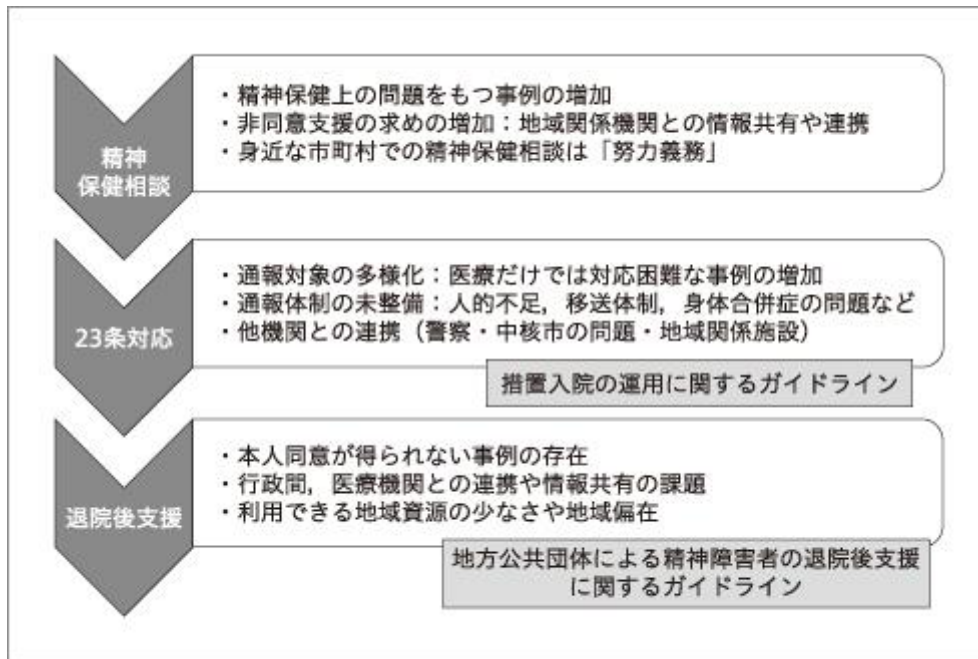 精神
保健相談
・精神保健上の問題をもつ事例の増加
・非同意支援の求めの増加：地域関係機関との情報共有や連携
・身近な市町村での精神保健相談は「努力義務」
23条対応
・通報対象の多様化：医療だけでは対応困難な事例の増加
・通報体制の未整備：人的不足，移送体制，身体合併症の問題など
・他機関との連携（警察・中核市の問題・地域関係施設）
措置入院の運用に関するガイドライン
退院後支援
・本人同意が得られない事例の存在
・行政間，医療機関との連携や情報共有の課題
・利用できる地域資源の少なさや地域偏在
地方公共団体による精神障害者の退院後支援
に関するガイドライン